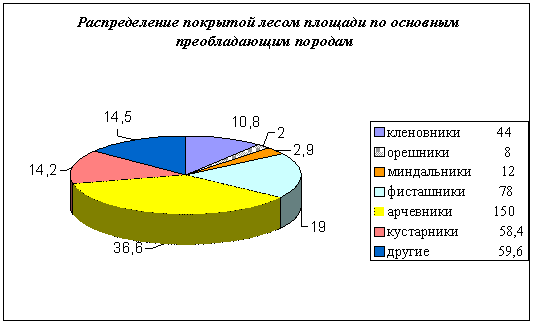 Распределение покрытой лесом площади по основным
преобладающим породам
14,5
10,8
2
2,9
14,2
19
36,6
кленовники 44
орешники 8
миндальники 12
фисташники 78
арчевники 150
кустарники 58,4
другие 59,6